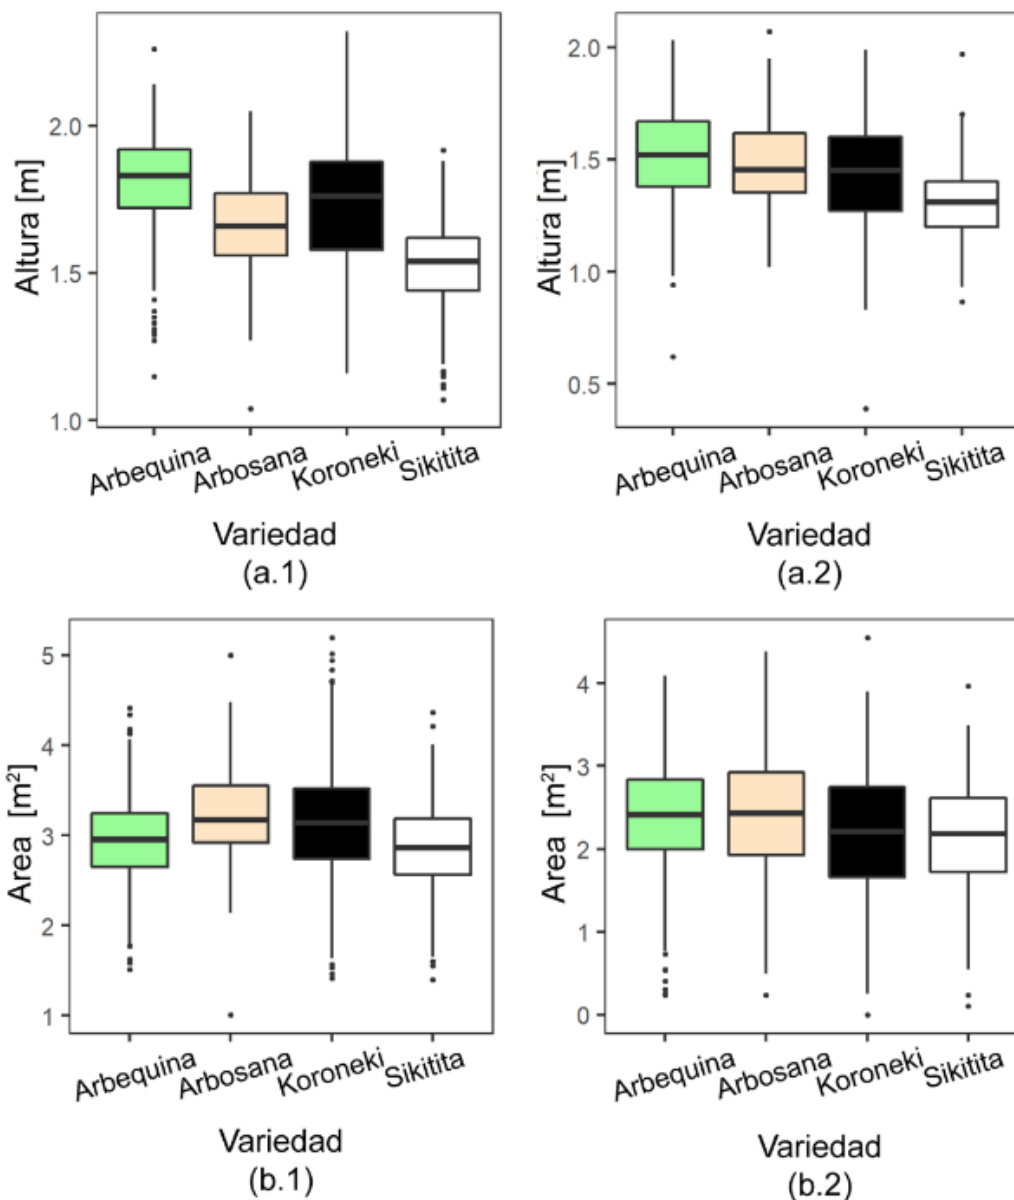 Altura [m]
2.0
1.5
1.0
Arbequina Arbosana Koroneki Sikitita
Variedad
(a.1)
Altura [m]
2.0
1.5
1.0
0.5
Arbequina Arbosana Koroneki Sikitita
Variedad
(a.2)
Area [m²]
5
4
3
2
1
Arbequina Arbosana Koroneki Sikitita
Variedad
(b.1)
Area [m²]
4
3
2
1
0
Arbequina Arbosana Koroneki Sikitita
Variedad
(b.2)